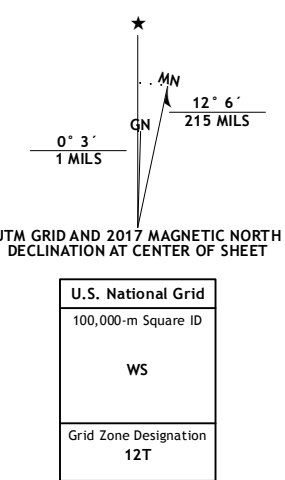 ★
MN
GN
12° 6´
215 MILS
0° 3´
1 MILS
UTM GRID AND 2017 MAGNETIC NORTH
DECLINATION AT CENTER OF SHEET
U.S. National Grid
100,000-m Square ID
WS
Grid Zone Designation
12T